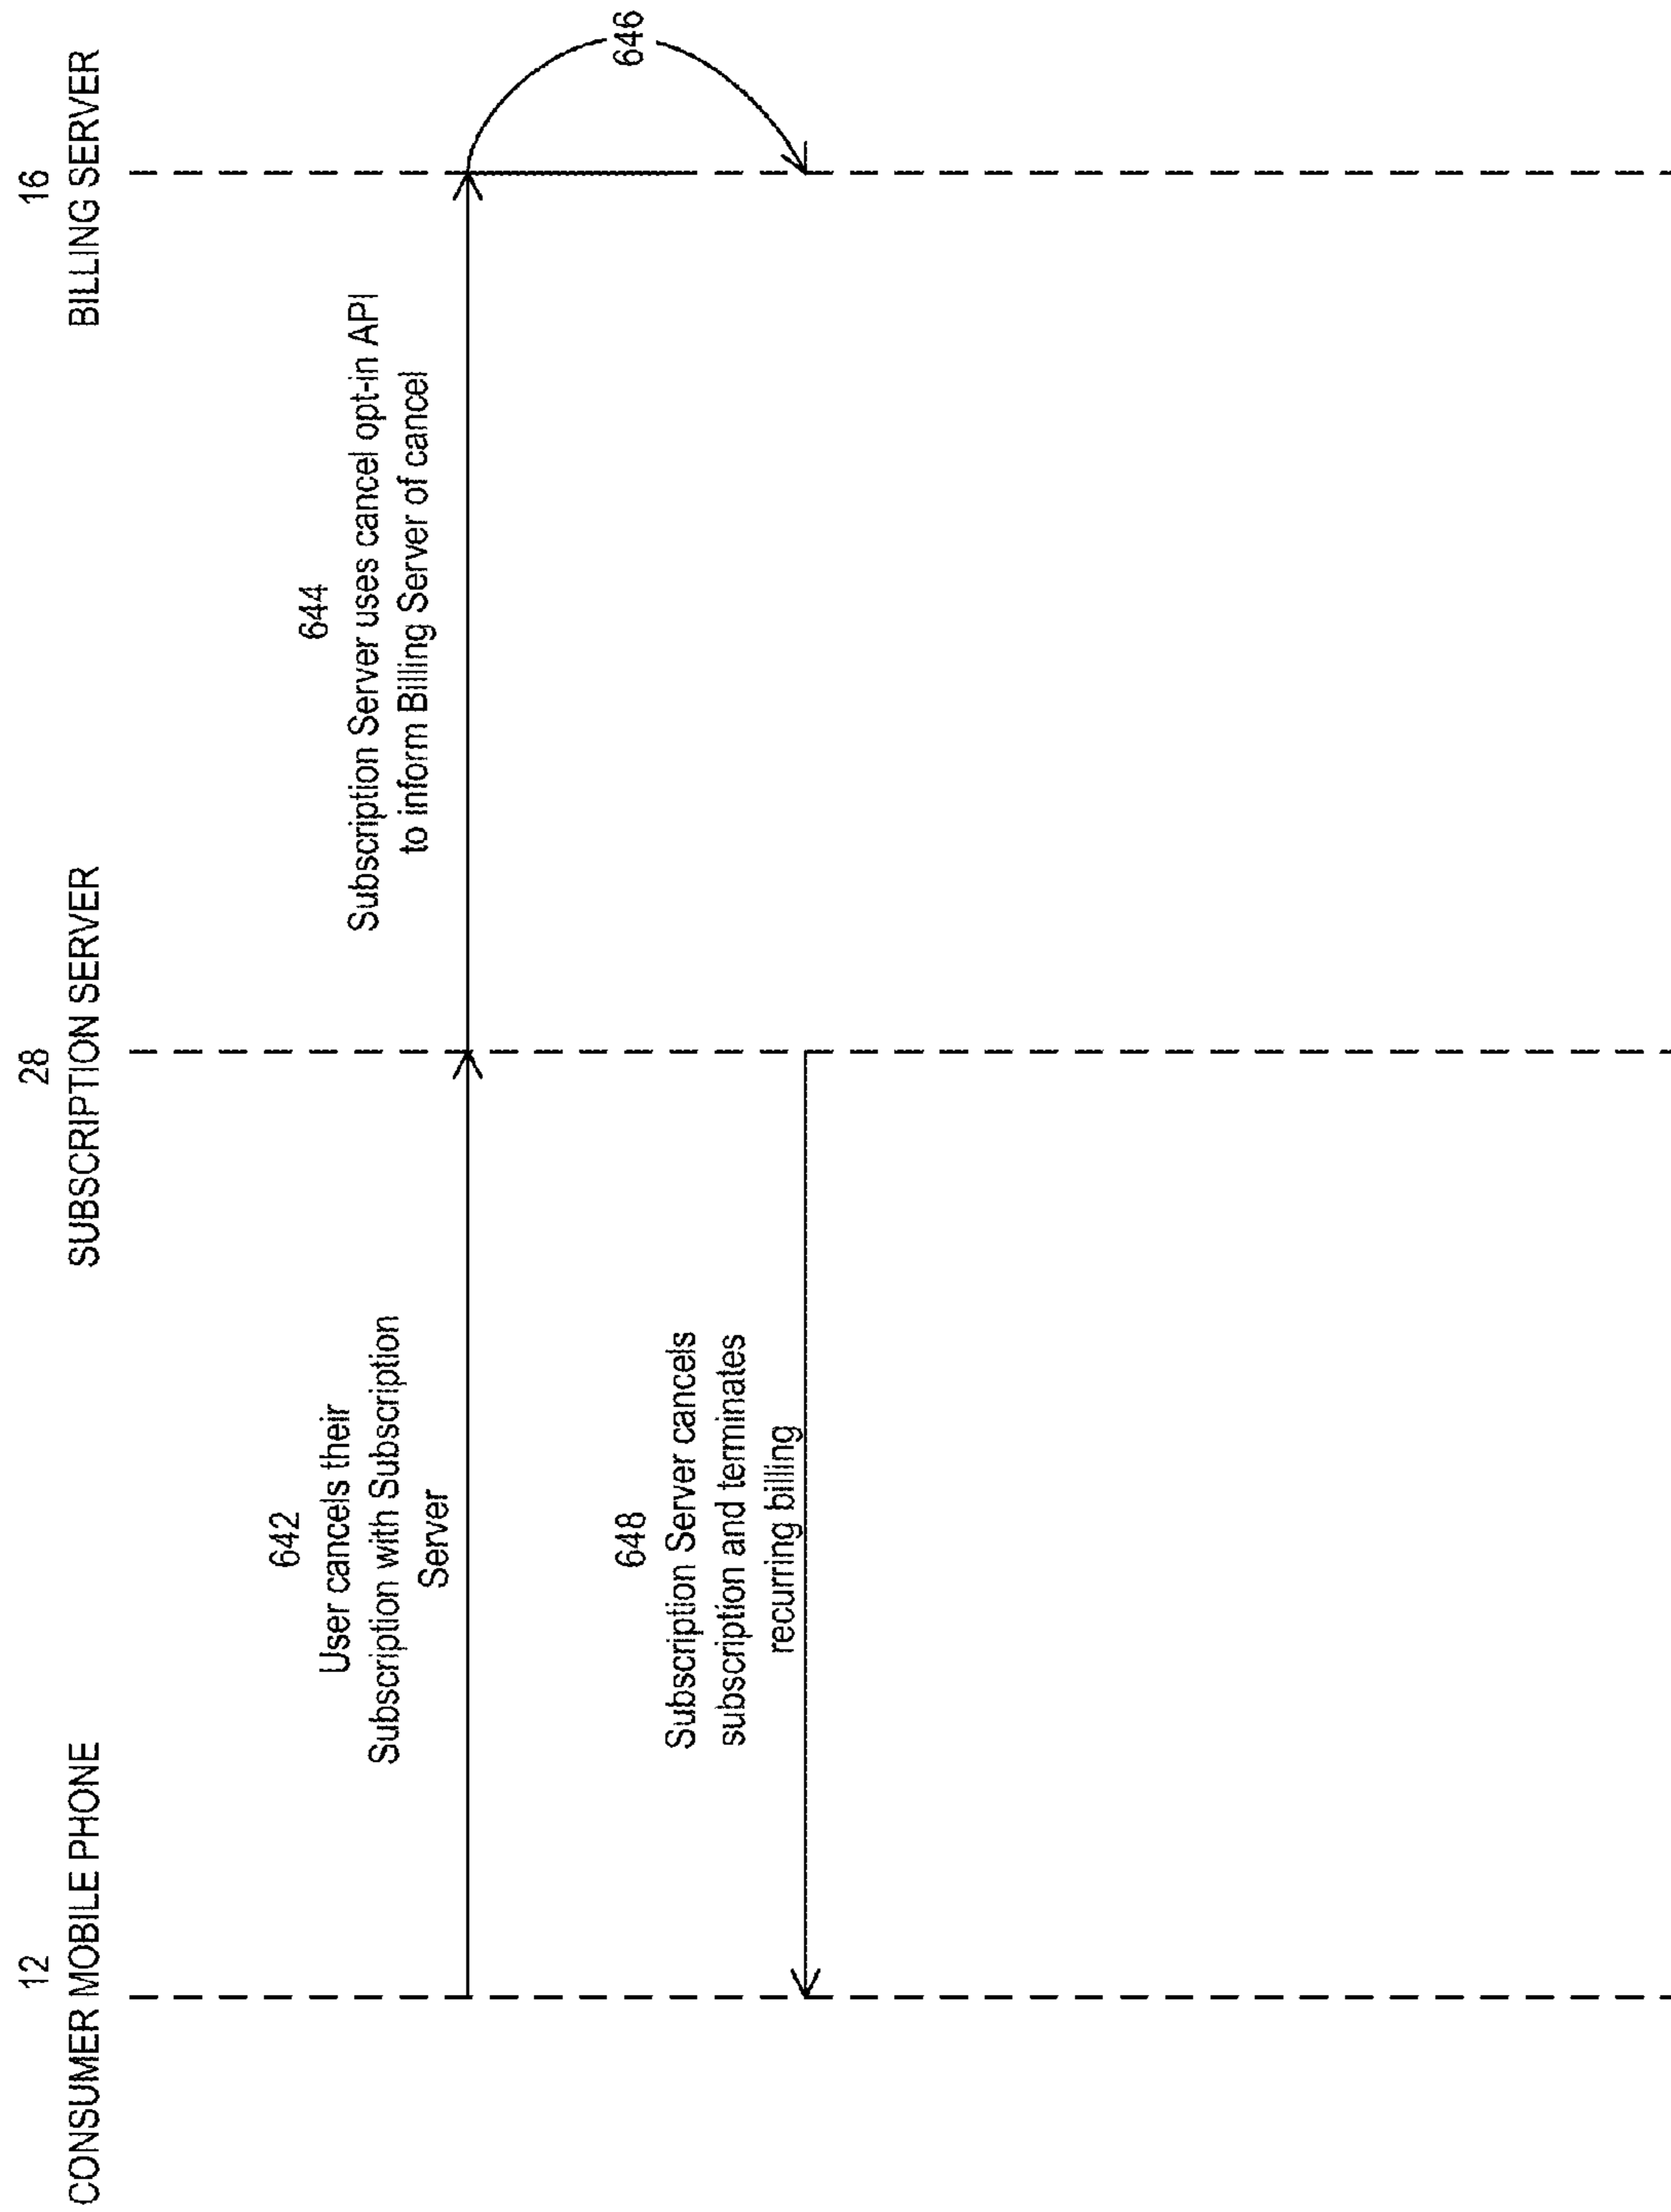 12
CONSUMER MOBILE PHONE
28
SUBSCRIPTION SERVER
16
BILLING SERVER
642
User cancels their
Subscription with Subscription
Server
644
Subscription Server uses cancel opt-in API
to inform Billing Server of cancel
646
648
Subscription Server cancels
subscription and terminates
recurring billing